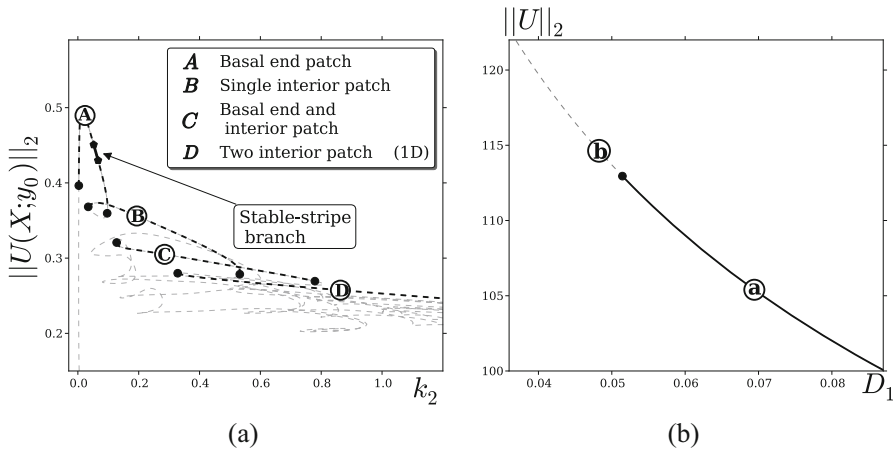 A Basal end patch
B Single interior patch
C Basal end and
interior patch
D Two interior patch (1D)
||U(X;y₀)||₂
0.5
0.4
0.3
0.2
A
B
C
D
Stable-stripe
branch
0.0 0.2 0.4 0.6 0.8 1.0
k₂
(a)
||U||₂
120
115
110
105
100
b
a
0.04 0.05 0.06 0.07 0.08
D₁
(b)